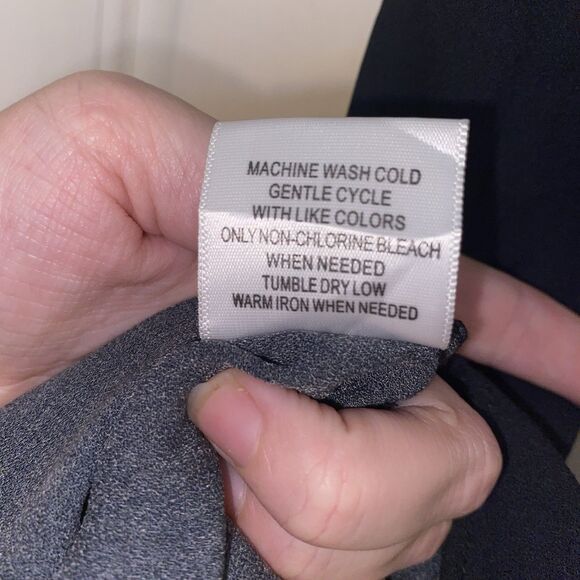 MACHINE WASH COLD
GENTLE CYCLE
WITH LIKE COLORS
ONLY NON-CHLORINE BLEACH
WHEN NEEDED
TUMBLE DRY LOW
WARM IRON WHEN NEEDED